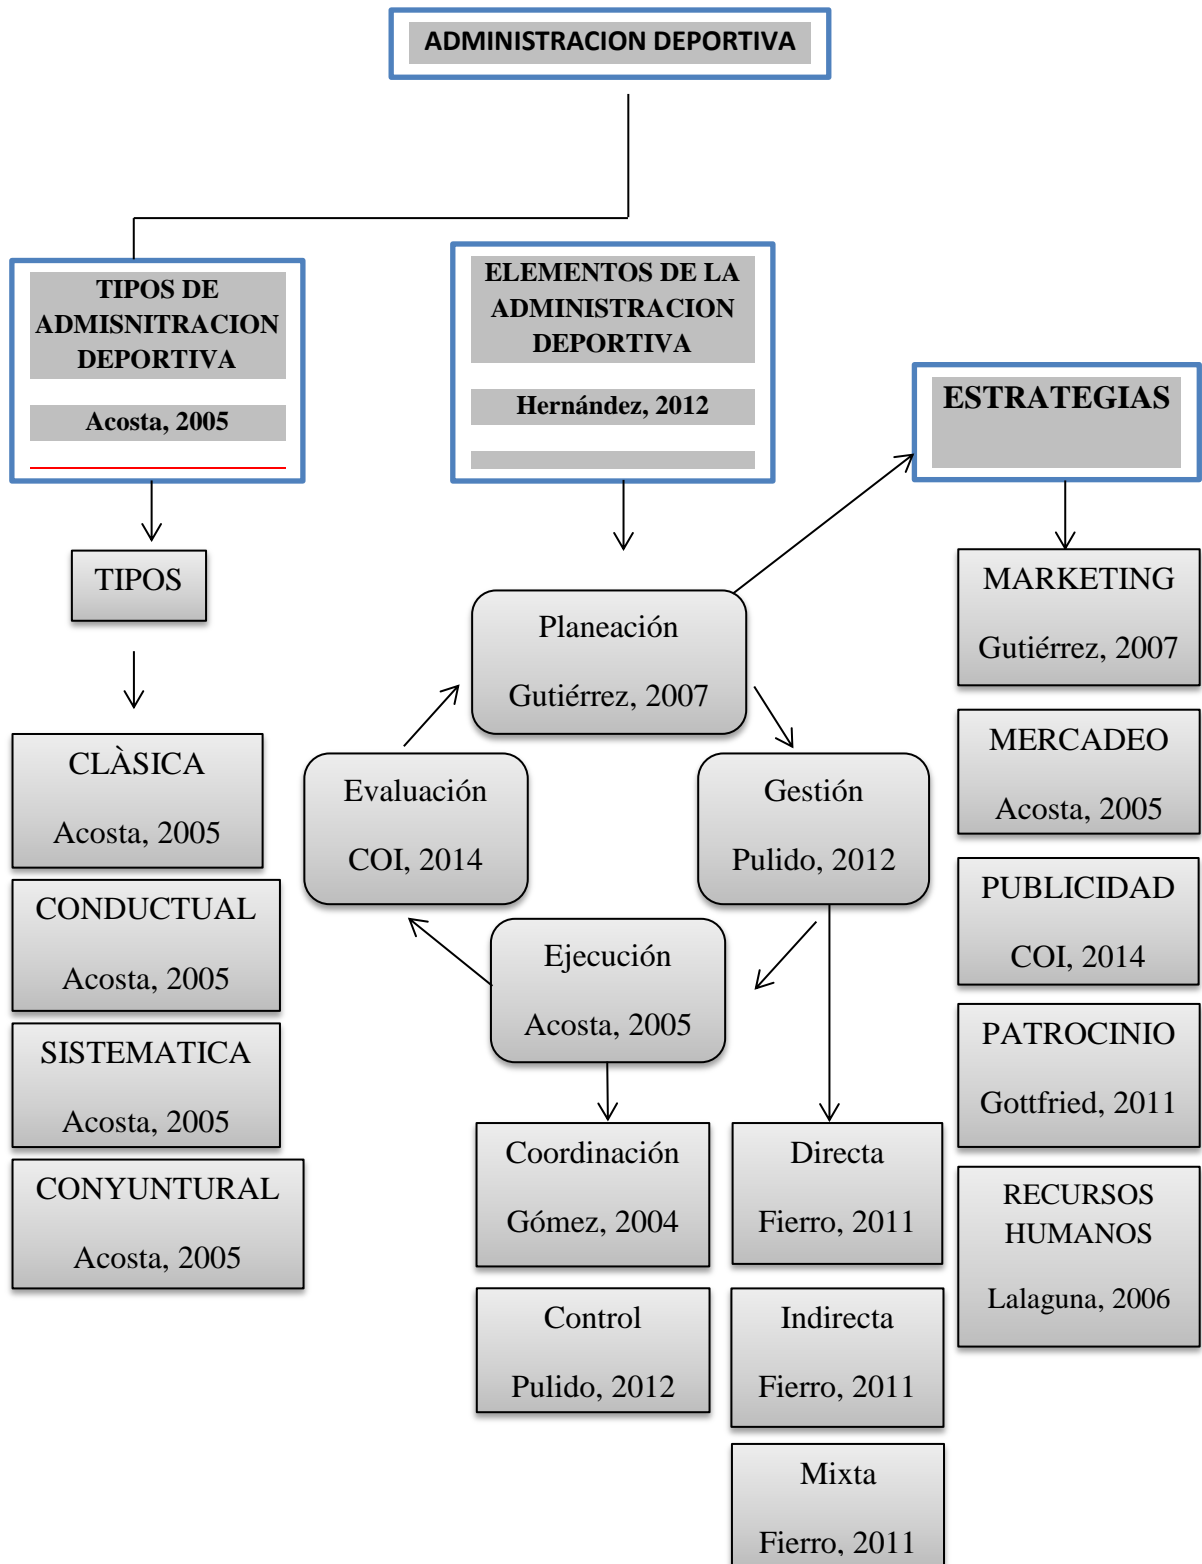 ADMINISTRACION DEPORTIVA
TIPOS DE
ADMISNITRACION
DEPORTIVA
Acosta, 2005
ELEMENTOS DE LA
ADMINISTRACION
DEPORTIVA
Hernández, 2012
ESTRATEGIAS
TIPOS
CLÀSICA
Acosta, 2005
CONDUCTUAL
Acosta, 2005
SISTEMATICA
Acosta, 2005
CONYUNTURAL
Acosta, 2005
Planeación
Gutiérrez, 2007
Evaluación
COI, 2014
Gestión
Pulido, 2012
Ejecución
Acosta, 2005
Coordinación
Gómez, 2004
Control
Pulido, 2012
Directa
Fierro, 2011
Indirecta
Fierro, 2011
Mixta
Fierro, 2011
MARKETING
Gutiérrez, 2007
MERCADEO
Acosta, 2005
PUBLICIDAD
COI, 2014
PATROCINIO
Gottfried, 2011
RECURSOS
HUMANOS
Lalaguna, 2006